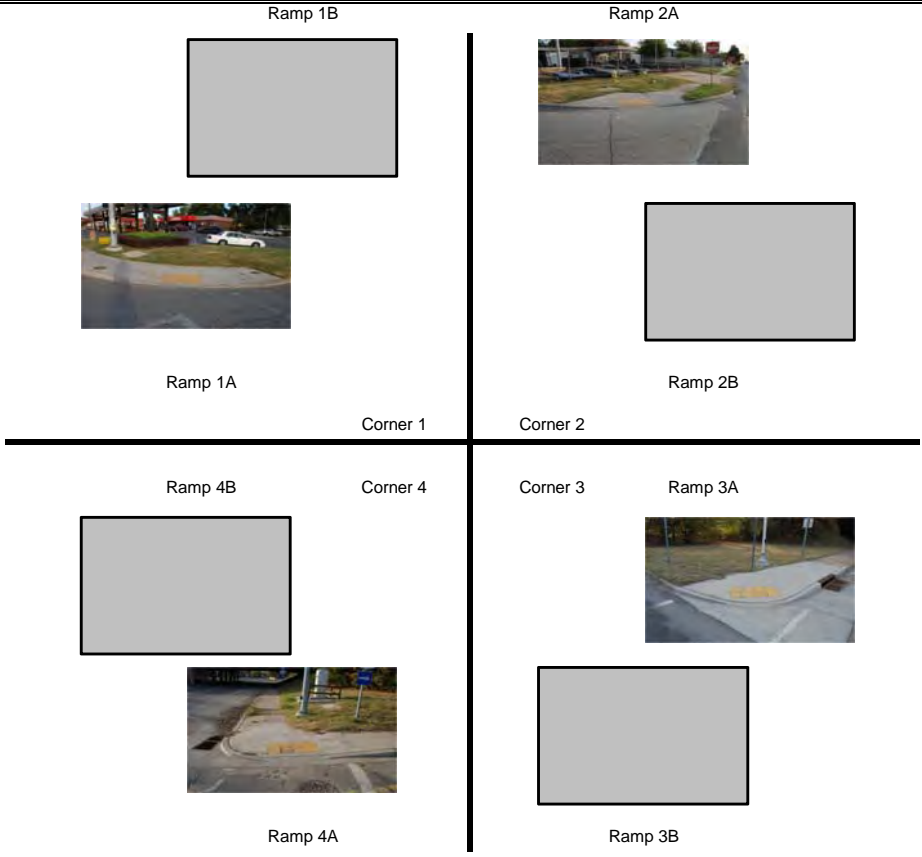 Ramp 1B
Ramp 2A
Ramp 1A
Ramp 2B
Corner 1
Corner 2
Ramp 4B
Corner 4
Corner 3
Ramp 3A
Ramp 4A
Ramp 3B